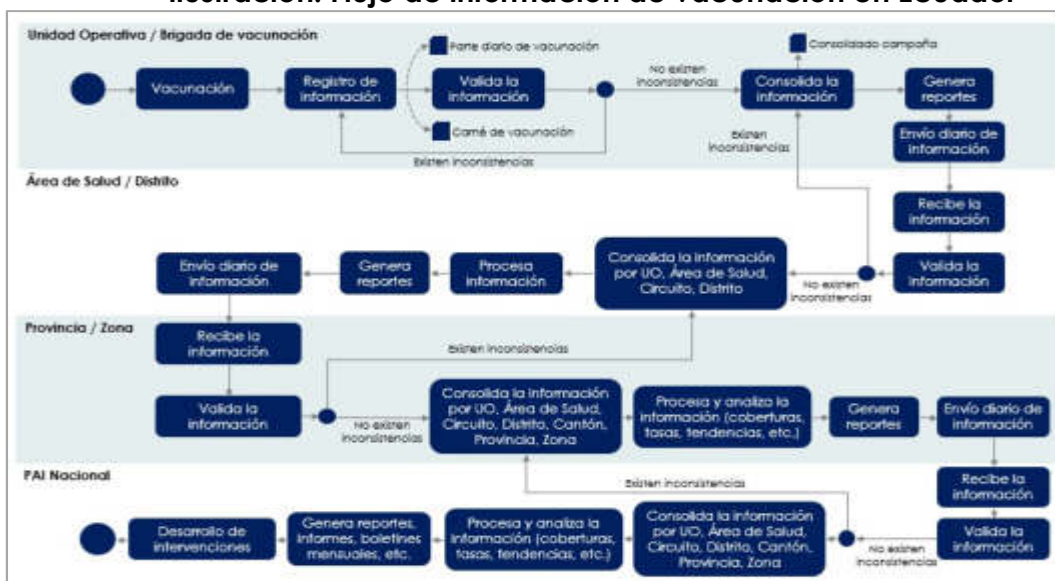 Ilustración. Flujo de información de vacunación en Ecuador
Unidad Operativa / Brigada de vacunación
Parte diario de vacunación
Consolidado campaña
Vacunación
Registro de
información
Valida la
información
No existen
inconsistencias
Consolida la
información
Genera
reportes
Carné de vacunación
Existen inconsistencias
Existen
inconsistencias
Envío diario de
información
Área de Salud / Distrito
Recibe la
información
Envío diario de
información
Genera
reportes
Procesa
información
Consolida la información
por UO, Área de Salud,
Circuito, Distrito
No existen
inconsistencias
Valida la
información
Provincia / Zona
Recibe la
información
Existen inconsistencias
Valida la
información
No existen
inconsistencias
Consolida la información
por UO, Área de Salud,
Circuito, Distrito, Cantón,
Provincia, Zona
Procesa y analiza la
información (coberturas,
tasas, tendencias, etc.)
Genera
reportes
Envío diario de
información
PAI Nacional
Existen inconsistencias
Recibe la
información
Desarrollo de
intervenciones
Genera reportes,
informes, boletines
mensuales, etc.
Procesa y analiza la
información (coberturas,
tasas, tendencias, etc.)
Consolida la información
por UO, Área de Salud,
Circuito, Distrito, Cantón,
Provincia, Zona
No existen
inconsistencias
Valida la
información